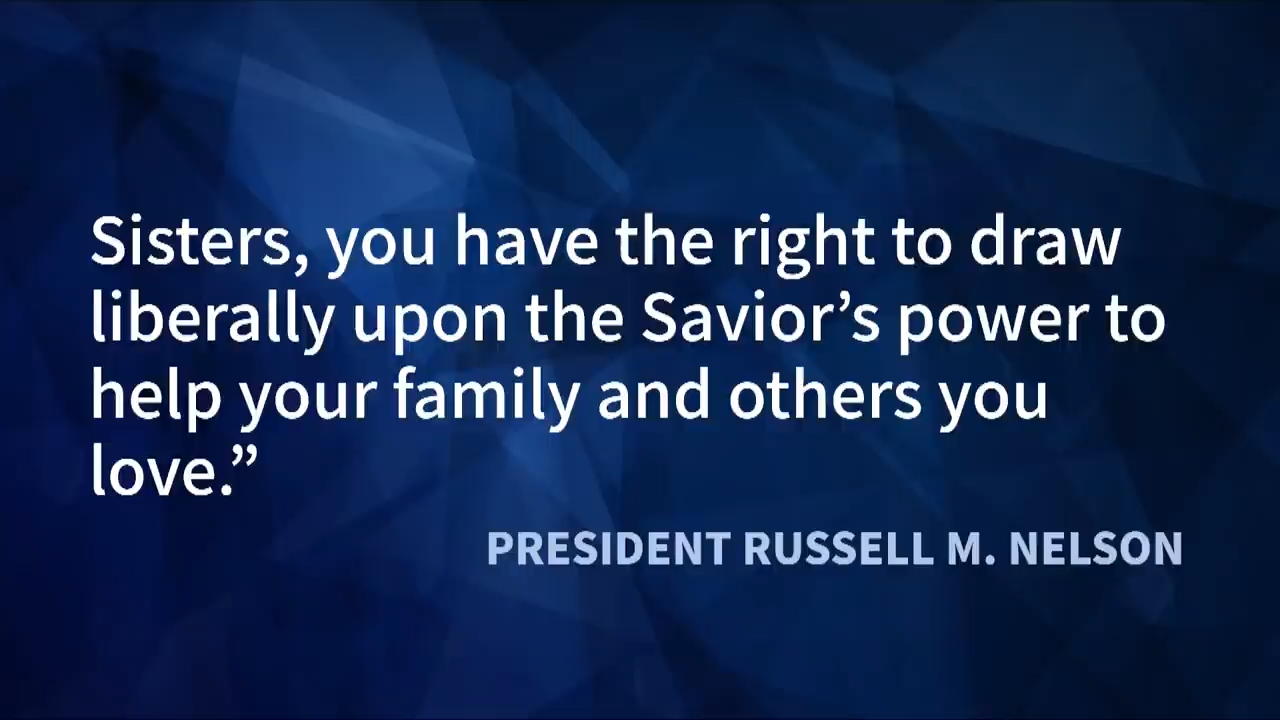 Sisters, you have the right to draw
liberally upon the Savior’s power to
help your family and others you
love.”
PRESIDENT RUSSELL M. NELSON